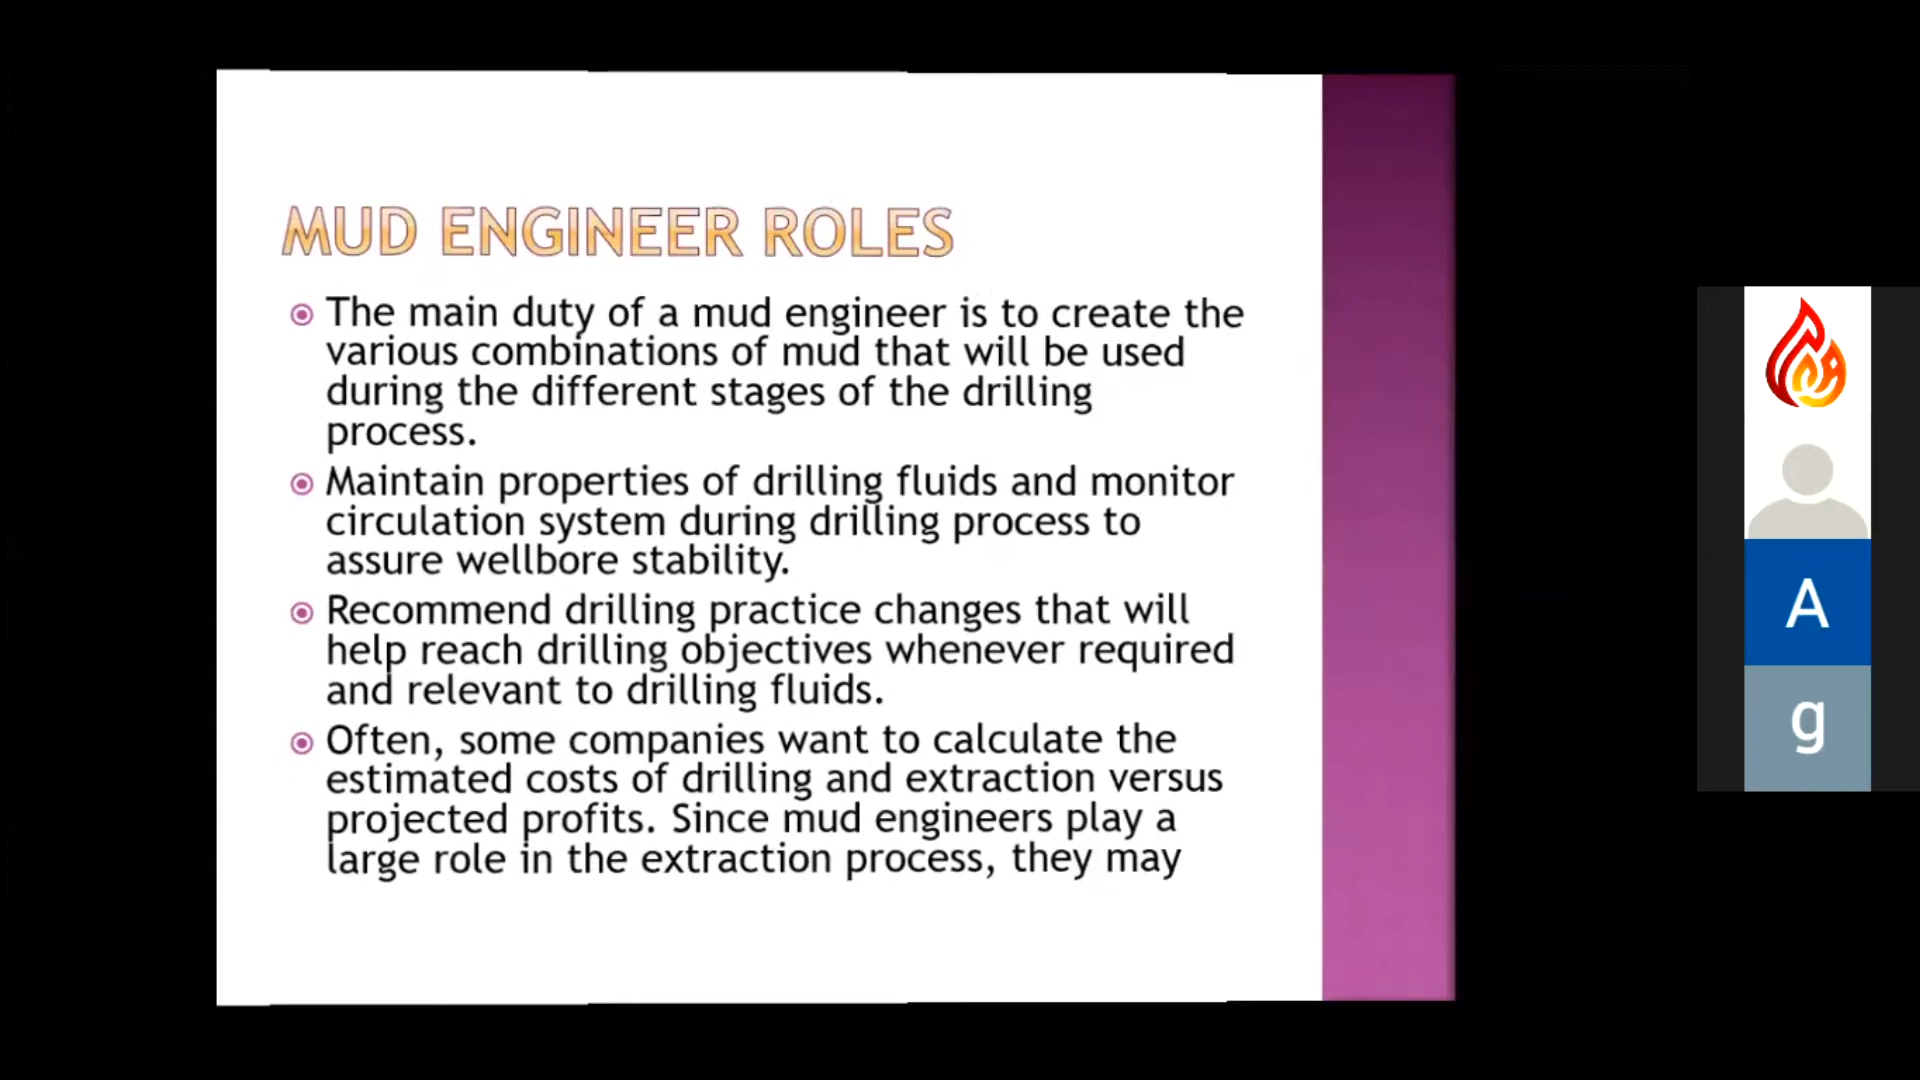 MUD ENGINEER ROLES
The main duty of a mud engineer is to create the
various combinations of mud that will be used
during the different stages of the drilling
process.
Maintain properties of drilling fluids and monitor
circulation system during drilling process to
assure wellbore stability.
Recommend drilling practice changes that will
help reach drilling objectives whenever required
and relevant to drilling fluids.
Often, some companies want to calculate the
estimated costs of drilling and extraction versus
projected profits. Since mud engineers play a
large role in the extraction process, they may
A
g